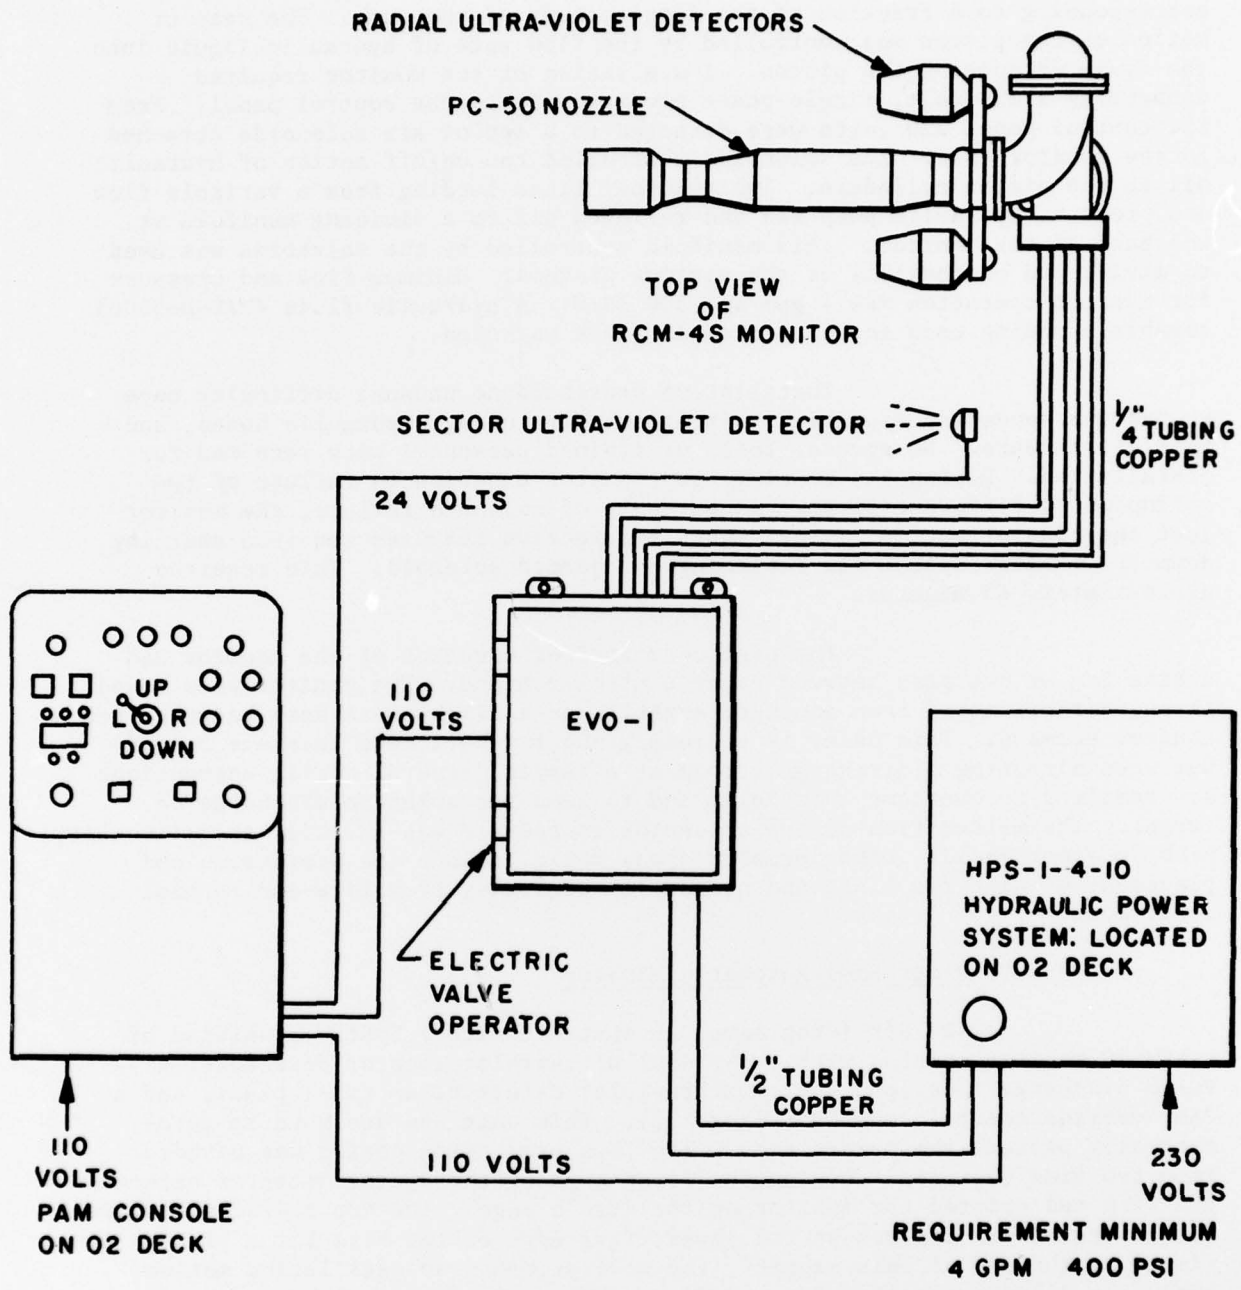 RADIAL ULTRA-VIOLET DETECTORS
PC-50 NOZZLE
TOP VIEW
OF
RCM-4S MONITOR
SECTOR ULTRA-VIOLET DETECTOR
1/4" TUBING
COPPER
24 VOLTS
UP
L R
DOWN
110
VOLTS
EVO-1
HPS-1-4-10
HYDRAULIC POWER
SYSTEM: LOCATED
ON 02 DECK
ELECTRIC
VALVE
OPERATOR
1/2" TUBING
COPPER
110
VOLTS
110 VOLTS
230
VOLTS
PAM CONSOLE
ON 02 DECK
REQUIREMENT MINIMUM
4 GPM 400 PSI